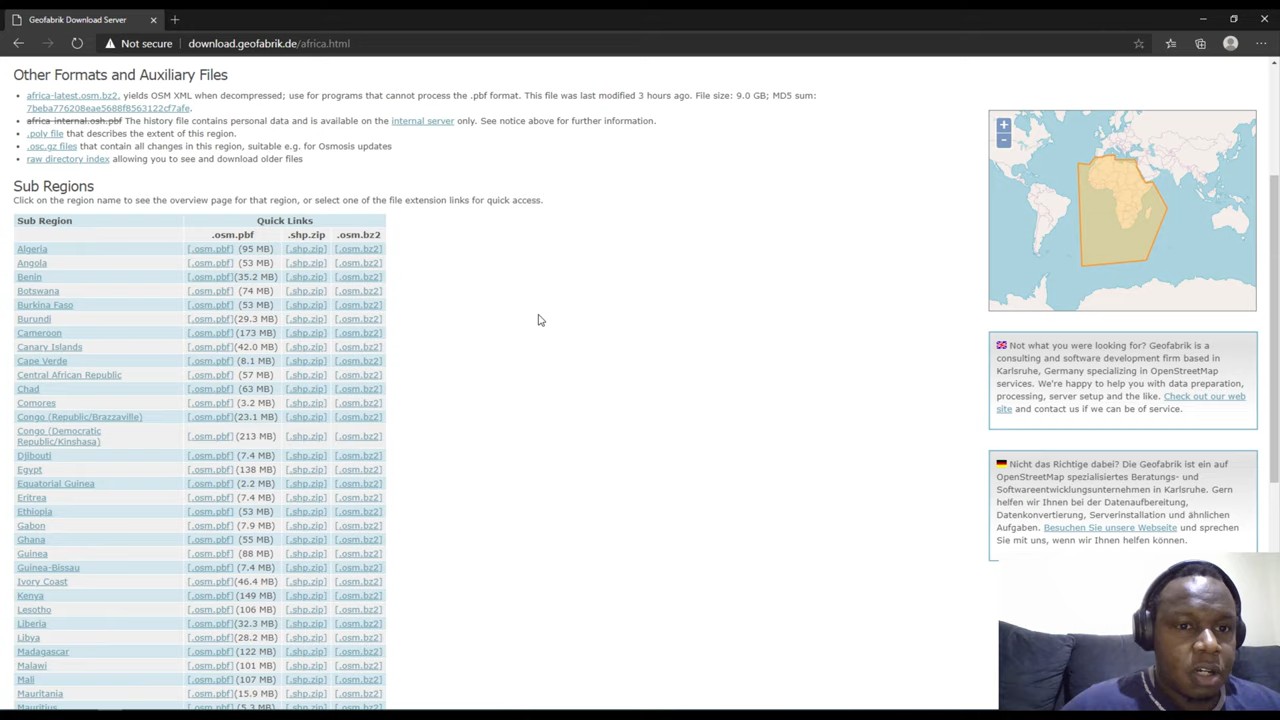 Geofabrik Download Server
Not secure
download.geofabrik.de/africa.html
Other Formats and Auxiliary Files
• africa-latest.osm.bz2, yields OSM XML when decompressed; use for programs that cannot process the .pbf format. This file was last modified 3 hours ago. File size: 9.0 GB; MD5 sum:
7beba776208eae5688f8563122cf7afe.
• africa-internal.osh.pbf The history file contains personal data and is available on the internal server only. See notice above for further information.
• .poly file that describes the extent of this region.
• .osc.gz files that contain all changes in this region, suitable e.g. for Osmosis updates
• raw directory index allowing you to see and download older files
Sub Regions
Click on the region name to see the overview page for that region, or select one of the file extension links for quick access.
Sub Region Quick Links
.osm.pbf .shp.zip .osm.bz2
Algeria [.osm.pbf] (95 MB) [.shp.zip] [.osm.bz2]
Angola [.osm.pbf] (53 MB) [.shp.zip] [.osm.bz2]
Benin [.osm.pbf] (35.2 MB) [.shp.zip] [.osm.bz2]
Botswana [.osm.pbf] (74 MB) [.shp.zip] [.osm.bz2]
Burkina Faso [.osm.pbf] (53 MB) [.shp.zip] [.osm.bz2]
Burundi [.osm.pbf] (29.3 MB) [.shp.zip] [.osm.bz2]
Cameroon [.osm.pbf] (173 MB) [.shp.zip] [.osm.bz2]
Canary Islands [.osm.pbf] (42.0 MB) [.shp.zip] [.osm.bz2]
Cape Verde [.osm.pbf] (8.1 MB) [.shp.zip] [.osm.bz2]
Central African Republic [.osm.pbf] (57 MB) [.shp.zip] [.osm.bz2]
Chad [.osm.pbf] (63 MB) [.shp.zip] [.osm.bz2]
Comores [.osm.pbf] (3.2 MB) [.shp.zip] [.osm.bz2]
Congo (Republic/Brazzaville) [.osm.pbf] (23.1 MB) [.shp.zip] [.osm.bz2]
Congo (Democratic
Republic/Kinshasa) [.osm.pbf] (213 MB) [.shp.zip] [.osm.bz2]
Djibouti [.osm.pbf] (7.4 MB) [.shp.zip] [.osm.bz2]
Egypt [.osm.pbf] (138 MB) [.shp.zip] [.osm.bz2]
Equatorial Guinea [.osm.pbf] (2.2 MB) [.shp.zip] [.osm.bz2]
Eritrea [.osm.pbf] (7.4 MB) [.shp.zip] [.osm.bz2]
Ethiopia [.osm.pbf] (53 MB) [.shp.zip] [.osm.bz2]
Gabon [.osm.pbf] (7.9 MB) [.shp.zip] [.osm.bz2]
Ghana [.osm.pbf] (55 MB) [.shp.zip] [.osm.bz2]
Guinea [.osm.pbf] (88 MB) [.shp.zip] [.osm.bz2]
Guinea-Bissau [.osm.pbf] (7.4 MB) [.shp.zip] [.osm.bz2]
Ivory Coast [.osm.pbf] (46.4 MB) [.shp.zip] [.osm.bz2]
Kenya [.osm.pbf] (149 MB) [.shp.zip] [.osm.bz2]
Lesotho [.osm.pbf] (106 MB) [.shp.zip] [.osm.bz2]
Liberia [.osm.pbf] (32.3 MB) [.shp.zip] [.osm.bz2]
Libya [.osm.pbf] (28.2 MB) [.shp.zip] [.osm.bz2]
Madagascar [.osm.pbf] (122 MB) [.shp.zip] [.osm.bz2]
Malawi [.osm.pbf] (101 MB) [.shp.zip] [.osm.bz2]
Mali [.osm.pbf] (107 MB) [.shp.zip] [.osm.bz2]
Mauritania [.osm.pbf] (15.9 MB) [.shp.zip] [.osm.bz2]
Mauritius [.osm.pbf] (5.3 MB) [.shp.zip] [.osm.bz2]
Not what you were looking for? Geofabrik is a
consulting and software development firm based in
Karlsruhe, Germany specializing in OpenStreetMap
services. We're happy to help you with data preparation,
processing, server setup and the like. Check out our web
site and contact us if we can be of service.
Nicht das Richtige dabei? Die Geofabrik ist ein auf
OpenStreetMap spezialisiertes Beratungs- und
Softwareentwicklungsunternehmen in Karlsruhe. Gern
helfen wir Ihnen bei der Datenaufbereitung,
Datenkonvertierung, Serverinstallation und ähnlichen
Aufgaben. Besuchen Sie unsere Webseite und sprechen
Sie mit uns, wenn wir Ihnen helfen können.